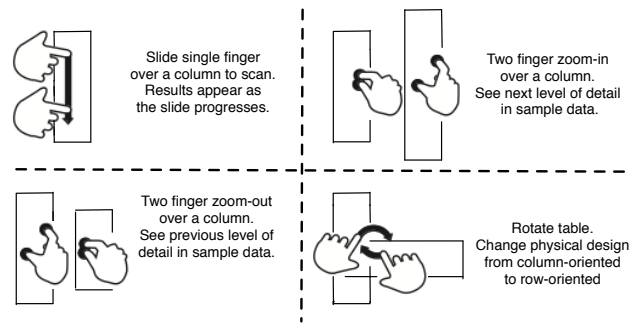 Slide single finger
over a column to scan.
Results appear as
the slide progresses.
Two finger zoom-in
over a column.
See next level of detail
in sample data.
Two finger zoom-out
over a column.
See previous level of
detail in sample data.
Rotate table.
Change physical design
from column-oriented
to row-oriented